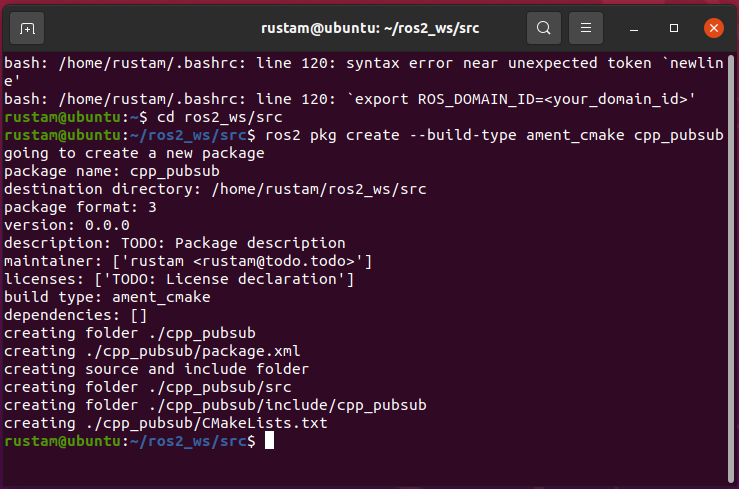 rustam@ubuntu: ~/ros2_ws/src
bash: /home/rustam/.bashrc: line 120: syntax error near unexpected token `newlin
e'
bash: /home/rustam/.bashrc: line 120: `export ROS_DOMAIN_ID=<your_domain_id>'
rustam@ubuntu:~$ cd ros2_ws/src
rustam@ubuntu:~/ros2_ws/src$ ros2 pkg create --build-type ament_cmake cpp_pubsub
going to create a new package
package name: cpp_pubsub
destination directory: /home/rustam/ros2_ws/src
package format: 3
version: 0.0.0
description: TODO: Package description
maintainer: ['rustam <rustam@todo.todo>']
licenses: ['TODO: License declaration']
build type: ament_cmake
dependencies: []
creating folder ./cpp_pubsub
creating ./cpp_pubsub/package.xml
creating source and include folder
creating folder ./cpp_pubsub/src
creating folder ./cpp_pubsub/include/cpp_pubsub
creating ./cpp_pubsub/CMakeLists.txt
rustam@ubuntu:~/ros2_ws/src$